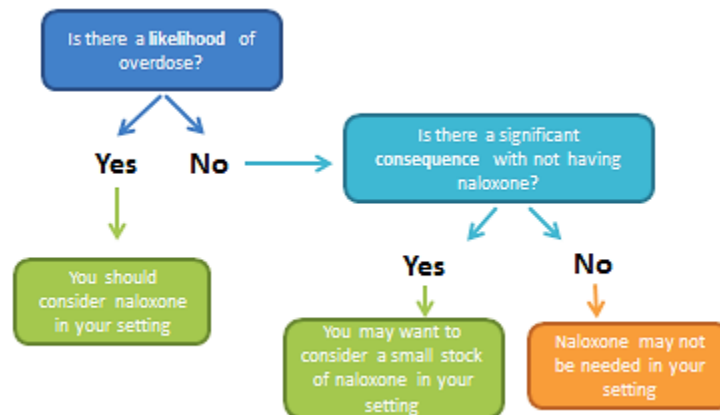 Is there a likelihood of
overdose?
Yes
No
Is there a significant
consequence with not having
naloxone?
You should
consider naloxone
in your setting
Yes
No
You may want to
consider a small stock
of naloxone in your
setting
Naloxone may not
be needed in your
setting